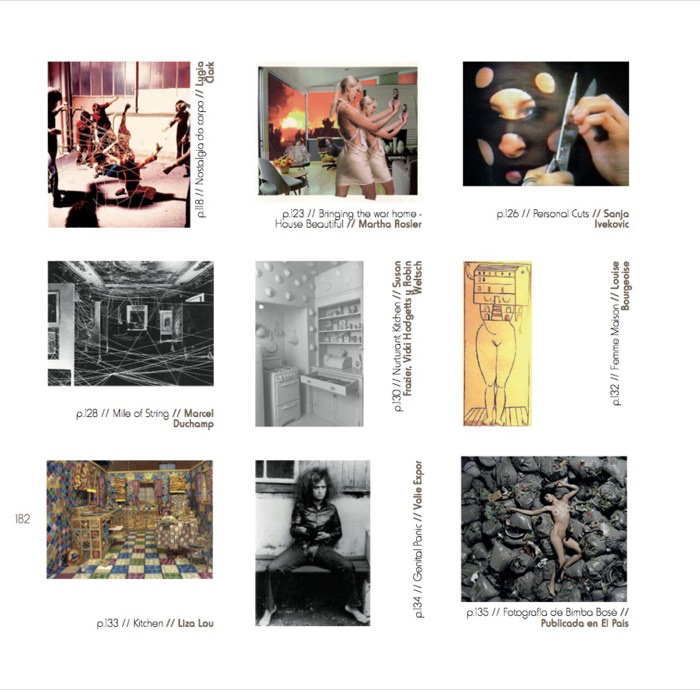 p.118 // Nostalgia do corpo // Lygia
Clark
p.123 // Bringing the war home -
House Beautiful // Martha Rosler
p.126 // Personal Cuts // Sanja
Ivekovic
p.128 // Mile of String // Marcel
Duchamp
p.130 // Nurturant Kitchen // Susan
Frazier, Vicki Hodgetts y Robin
Weltsch
p.132 // Femme Maison // Louise
Bourgeoise
182
p.133 // Kitchen // Liza Lou
p.134 // Genital Panic // Valie Expor
p.135 // Fotografía de Bimba Bosé //
Publicada en El País